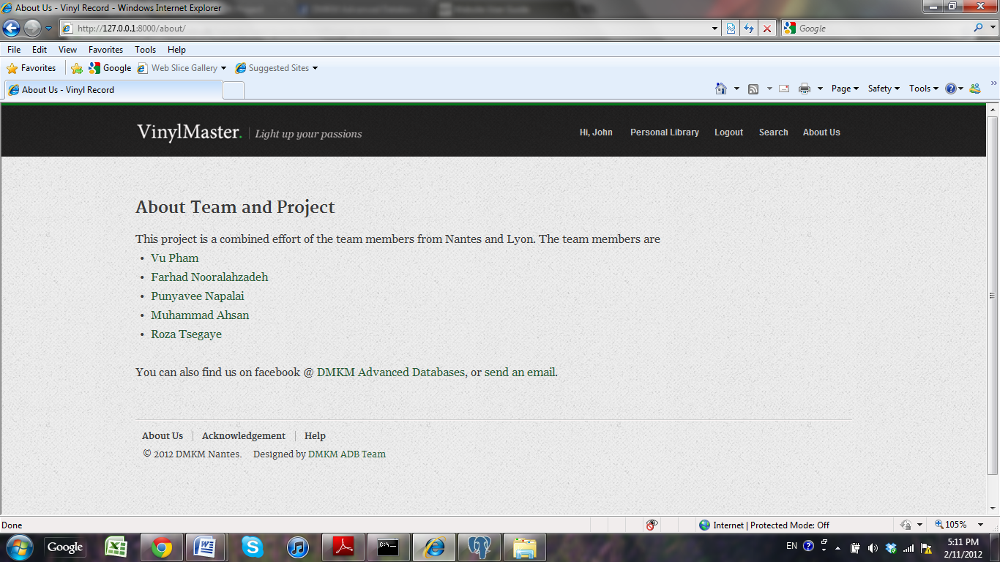 About Us - Vinyl Record - Windows Internet Explorer
http://127.0.0.1:8000/about/
Google
File Edit View Favorites Tools Help
Favorites Google Web Slice Gallery Suggested Sites
About Us - Vinyl Record
Page Safety Tools
VinylMaster. Light up your passions
Hi, John Personal Library Logout Search About Us
About Team and Project
This project is a combined effort of the team members from Nantes and Lyon. The team members are
• Vu Pham
• Farhad Nooralahzadeh
• Punyavee Napalai
• Muhammad Ahsan
• Roza Tsegaye
You can also find us on facebook @ DMKM Advanced Databases, or send an email.
About Us Acknowledgement Help
© 2012 DMKM Nantes. Designed by DMKM ADB Team
Done
Internet | Protected Mode: Off
105%
Google
C:\
EN
5:11 PM
2/11/2012